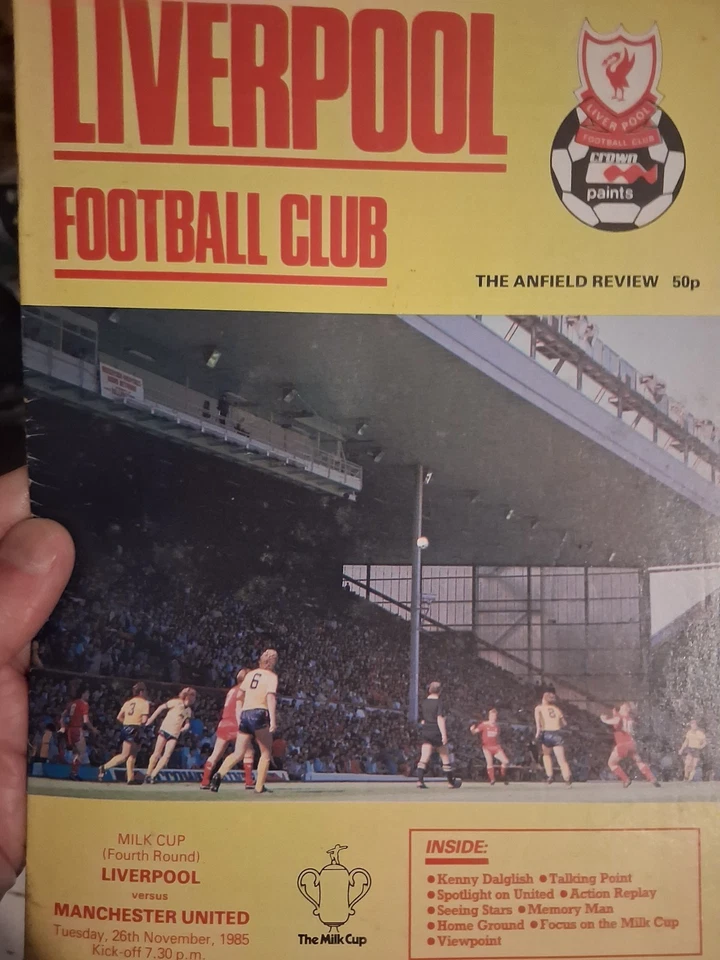 LIVERPOOL
FOOTBALL CLUB
LIVERPOOL
FOOTBALL CLUB
crown
paints
THE ANFIELD REVIEW 50p
3
6
2
MILK CUP
(Fourth Round)
LIVERPOOL
versus
MANCHESTER UNITED
Tuesday, 26th November, 1985
Kick-off 7.30 p.m.
The Milk Cup
INSIDE:
●Kenny Dalglish ●Talking Point
●Spotlight on United ●Action Replay
●Seeing Stars ●Memory Man
●Home Ground ●Focus on the Milk Cup
●Viewpoint